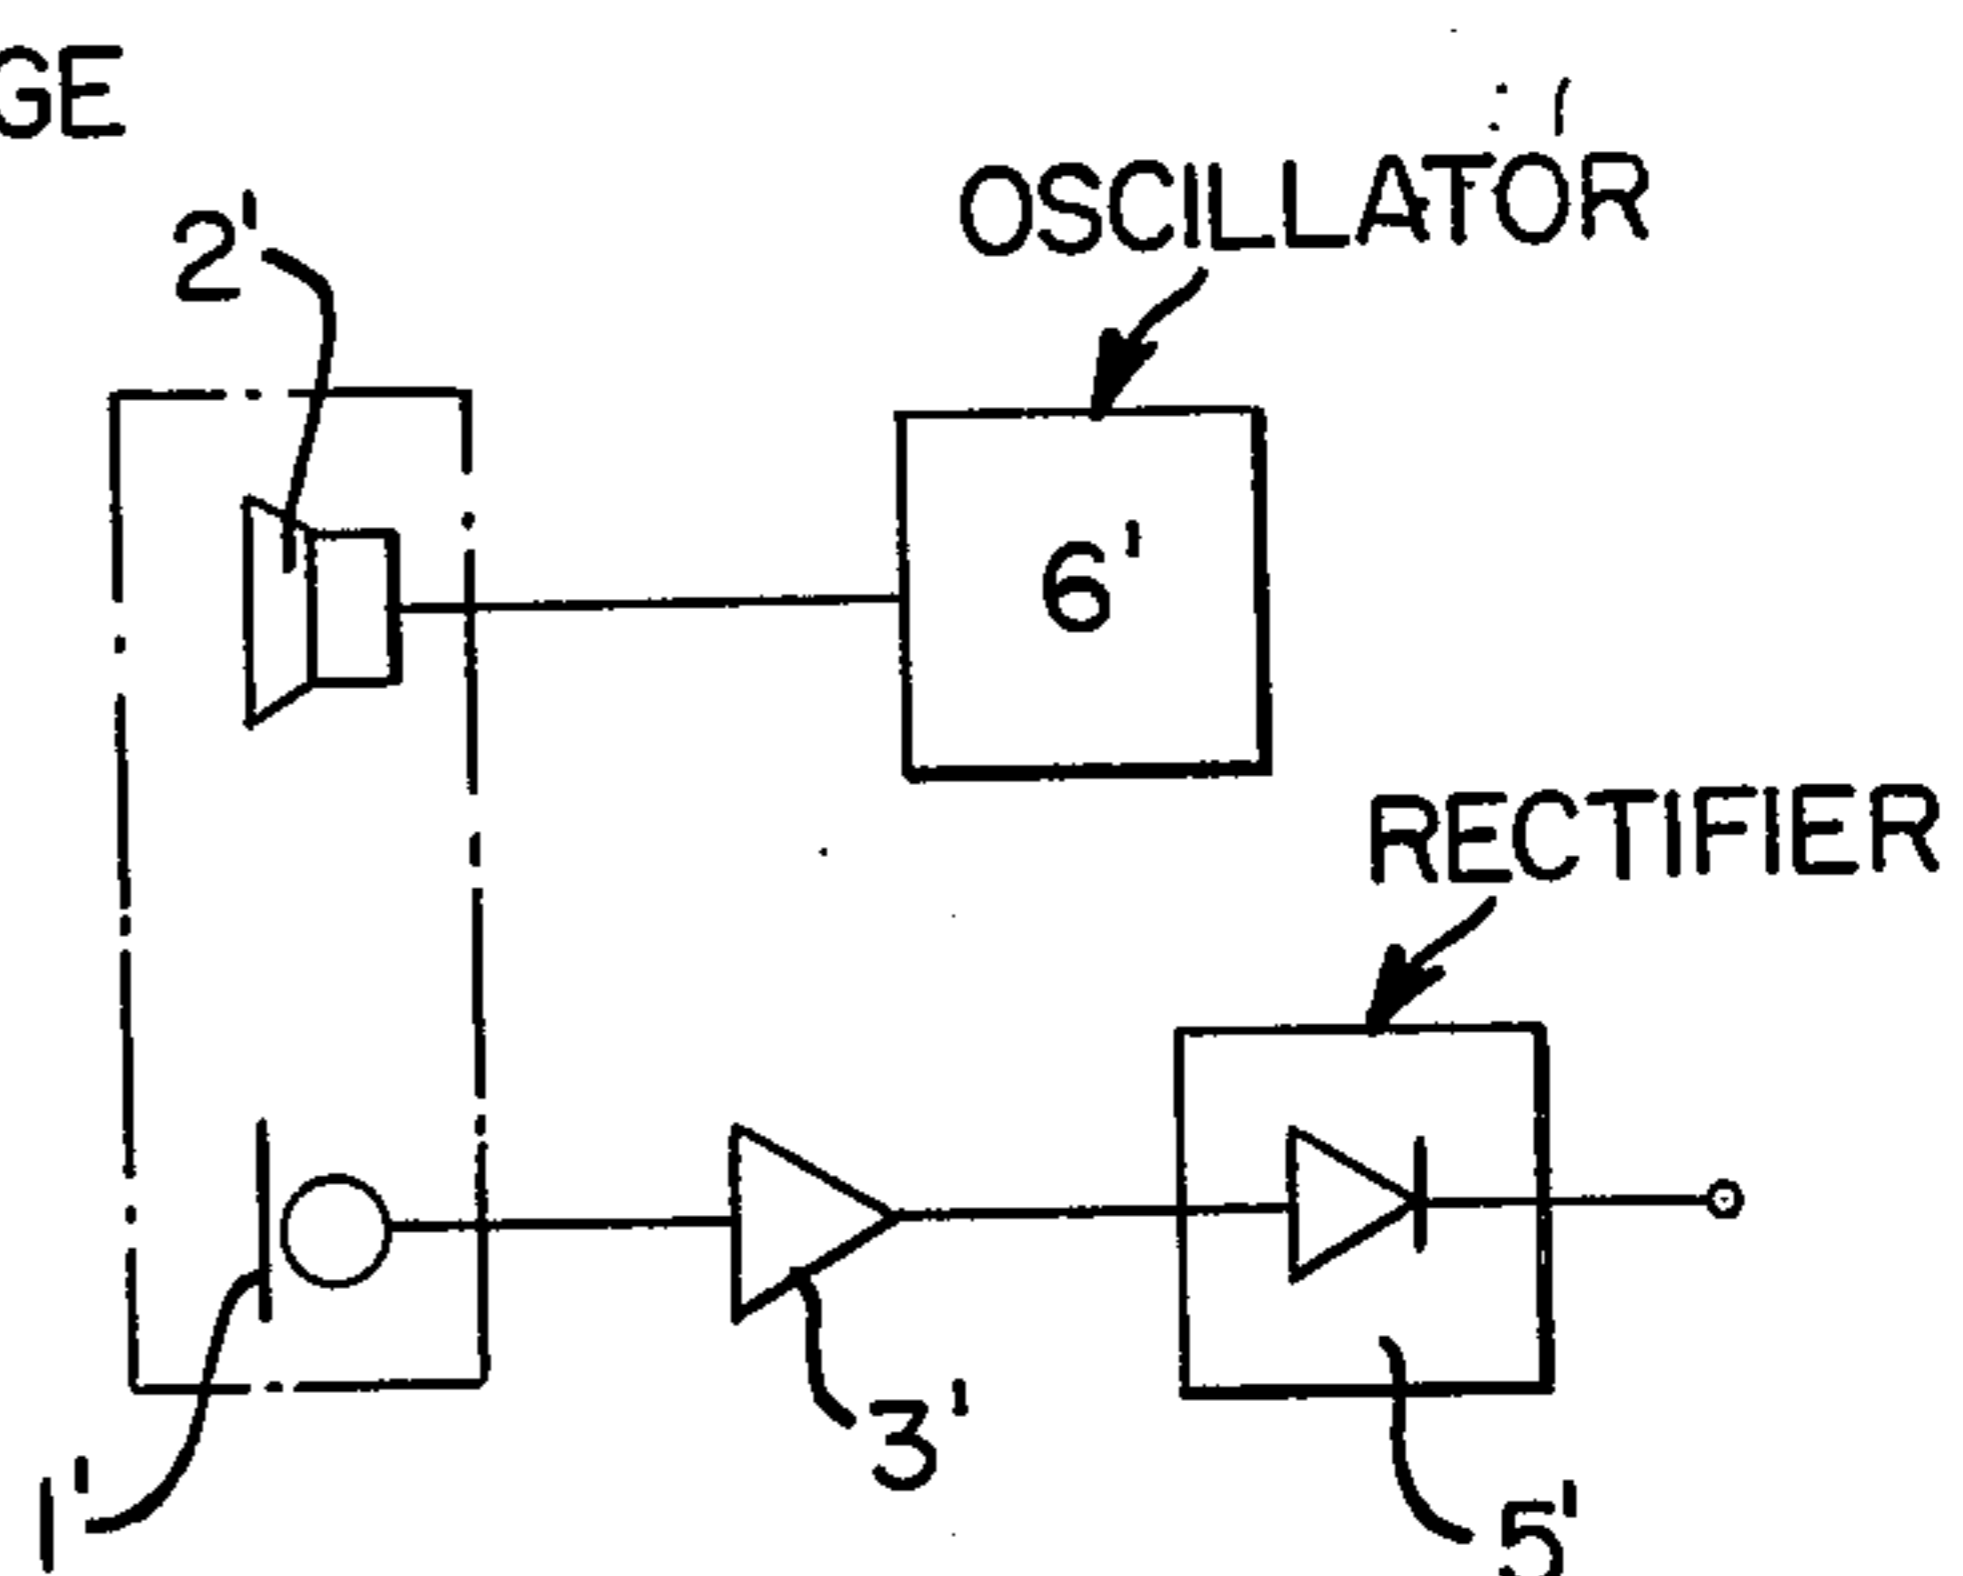 GE
2'
OSCILLATOR
6'
RECTIFIER
3'
1'
5'